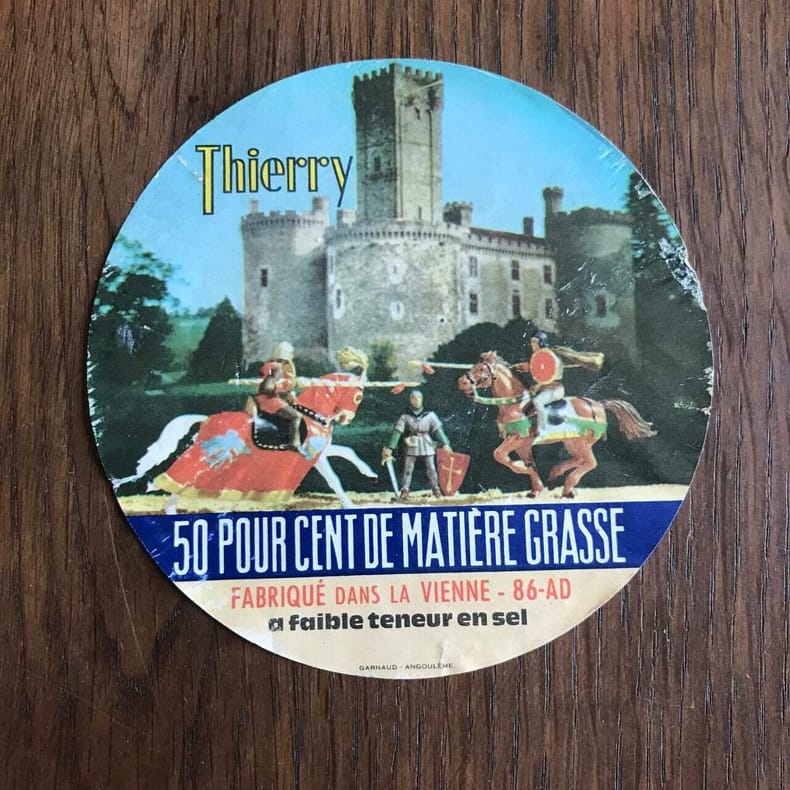 Thierry
50 POUR CENT DE MATIÈRE GRASSE
FABRIQUÉ DANS LA VIENNE - 86-AD
a faible teneur en sel
GARNAUD - ANGOULÊME